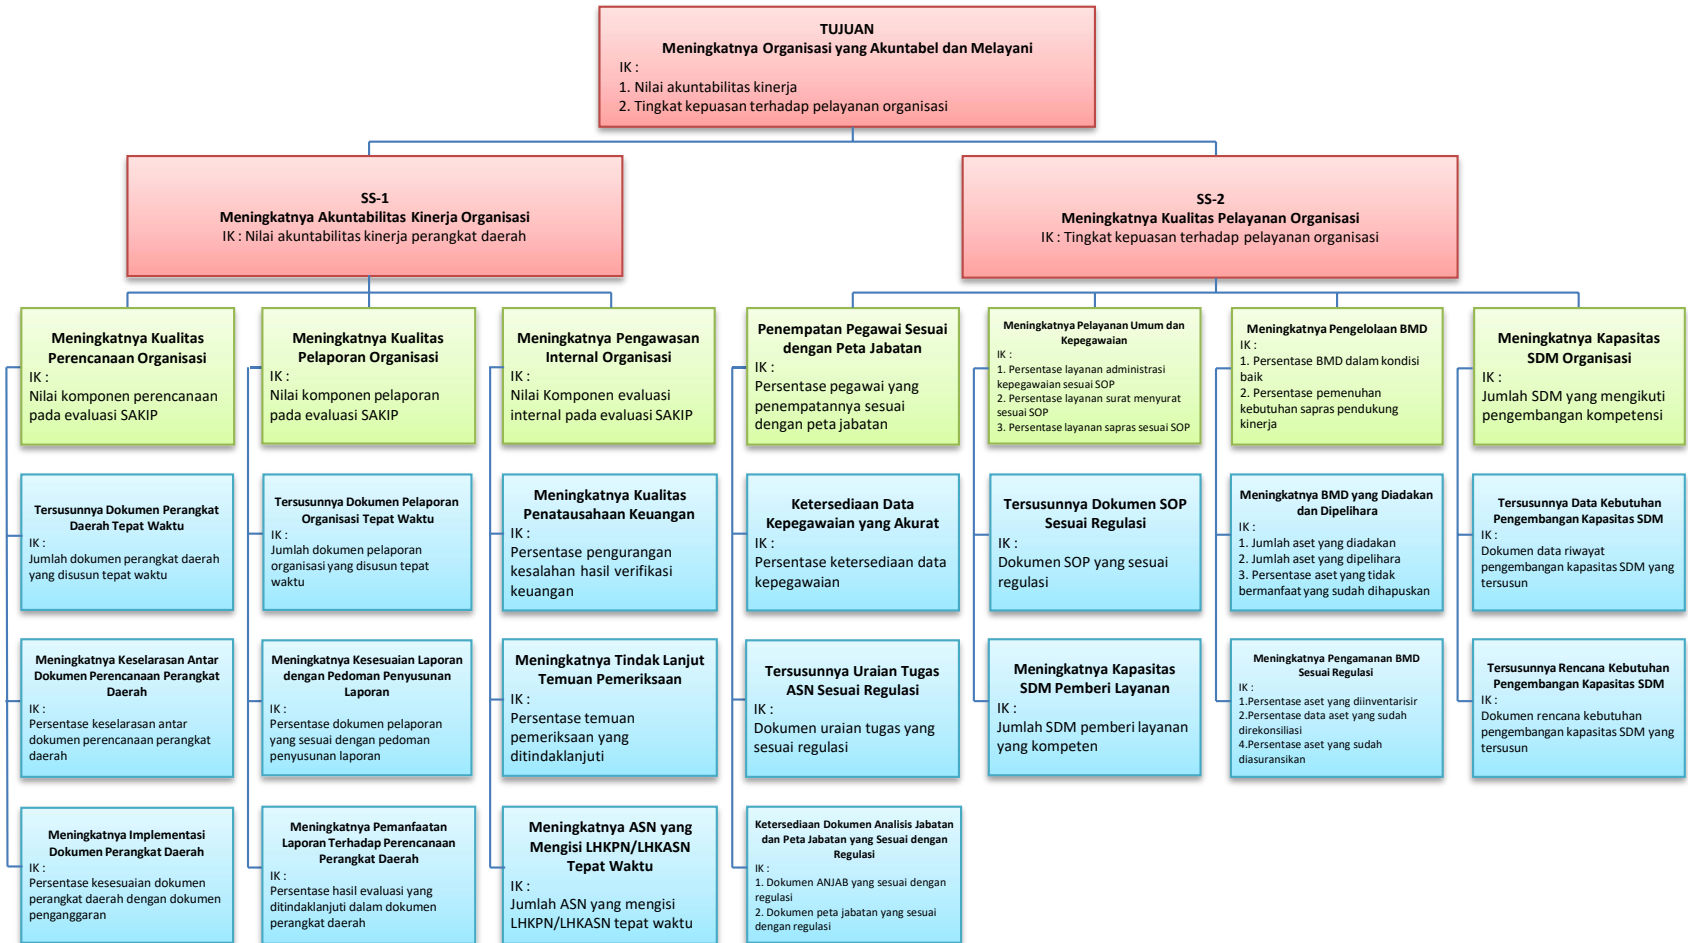 TUJUAN
Meningkatnya Organisasi yang Akuntabel dan Melayani
IK :
1. Nilai akuntabilitas kinerja
2. Tingkat kepuasan terhadap pelayanan organisasi
SS-1
Meningkatnya Akuntabilitas Kinerja Organisasi
IK : Nilai akuntabilitas kinerja perangkat daerah
SS-2
Meningkatnya Kualitas Pelayanan Organisasi
IK : Tingkat kepuasan terhadap pelayanan organisasi
Meningkatnya Kualitas
Perencanaan Organisasi
IK :
Nilai komponen perencanaan
pada evaluasi SAKIP
Meningkatnya Kualitas
Pelaporan Organisasi
IK :
Nilai komponen pelaporan
pada evaluasi SAKIP
Meningkatnya Pengawasan
Internal Organisasi
IK :
Nilai Komponen evaluasi
internal pada evaluasi SAKIP
Penempatan Pegawai Sesuai
dengan Peta Jabatan
IK :
Persentase pegawai yang
penempatannya sesuai
dengan peta jabatan
Meningkatnya Pelayanan Umum dan
Kepegawaian
IK :
1. Persentase layanan administrasi
kepegawaian sesuai SOP
2. Persentase layanan surat menyurat
sesuai SOP
3. Persentase layanan sapras sesuai SOP
Meningkatnya Pengelolaan BMD
IK :
1. Persentase BMD dalam kondisi
baik
2. Persentase pemenuhan
kebutuhan sapras pendukung
kinerja
Meningkatnya Kapasitas
SDM Organisasi
IK :
Jumlah SDM yang mengikuti
pengembangan kompetensi
Tersusunnya Dokumen Perangkat
Daerah Tepat Waktu
IK :
Jumlah dokumen perangkat daerah
yang disusun tepat waktu
Tersusunnya Dokumen Pelaporan
Organisasi Tepat Waktu
IK :
Jumlah dokumen pelaporan
organisasi yang disusun tepat
waktu
Meningkatnya Kualitas
Penatausahaan Keuangan
IK :
Persentase pengurangan
kesalahan hasil verifikasi
keuangan
Ketersediaan Data
Kepegawaian yang Akurat
IK :
Persentase ketersediaan data
kepegawaian
Tersusunnya Dokumen SOP
Sesuai Regulasi
IK :
Dokumen SOP yang sesuai
regulasi
Meningkatnya BMD yang Diadakan
dan Dipelihara
IK :
1. Jumlah aset yang diadakan
2. Jumlah aset yang dipelihara
3. Persentase aset yang tidak
bermanfaat yang sudah dihapuskan
Tersusunnya Data Kebutuhan
Pengembangan Kapasitas SDM
IK :
Dokumen data riwayat
pengembangan kapasitas SDM yang
tersusun
Meningkatnya Keselarasan Antar
Dokumen Perencanaan Perangkat
Daerah
IK :
Persentase keselarasan antar
dokumen perencanaan perangkat
daerah
Meningkatnya Kesesuaian Laporan
dengan Pedoman Penyusunan
Laporan
IK :
Persentase dokumen pelaporan
yang sesuai dengan pedoman
penyusunan laporan
Meningkatnya Tindak Lanjut
Temuan Pemeriksaan
IK :
Persentase temuan
pemeriksaan yang
ditindaklanjuti
Tersusunnya Uraian Tugas
ASN Sesuai Regulasi
IK :
Dokumen uraian tugas yang
sesuai regulasi
Meningkatnya Kapasitas
SDM Pemberi Layanan
IK :
Jumlah SDM pemberi layanan
yang kompeten
Meningkatnya Pengamanan BMD
Sesuai Regulasi
IK :
1.Persentase aset yang diinventarisir
2.Persentase data aset yang sudah
direkonsiliasi
4.Persentase aset yang sudah
diasuransikan
Tersusunnya Rencana Kebutuhan
Pengembangan Kapasitas SDM
IK :
Dokumen rencana kebutuhan
pengembangan kapasitas SDM yang
tersusun
Meningkatnya Implementasi
Dokumen Perangkat Daerah
IK :
Persentase kesesuaian dokumen
perangkat daerah dengan dokumen
penganggaran
Meningkatnya Pemanfaatan
Laporan Terhadap Perencanaan
Perangkat Daerah
IK :
Persentase hasil evaluasi yang
ditindaklanjuti dalam dokumen
perangkat daerah
Meningkatnya ASN yang
Mengisi LHKPN/LHKASN
Tepat Waktu
IK :
Jumlah ASN yang mengisi
LHKPN/LHKASN tepat waktu
Ketersediaan Dokumen Analisis Jabatan
dan Peta Jabatan yang Sesuai dengan
Regulasi
IK :
1. Dokumen ANJAB yang sesuai dengan
regulasi
2. Dokumen peta jabatan yang sesuai
dengan regulasi